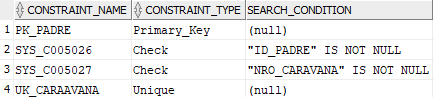 CONSTRAINT_NAME CONSTRAINT_TYPE SEARCH_CONDITION
1 PK_PADRE Primary_Key (null)
2 SYS_C005026 Check "ID_PADRE" IS NOT NULL
3 SYS_C005027 Check "NRO_CARAVANA" IS NOT NULL
4 UK_CARAAVANA Unique (null)